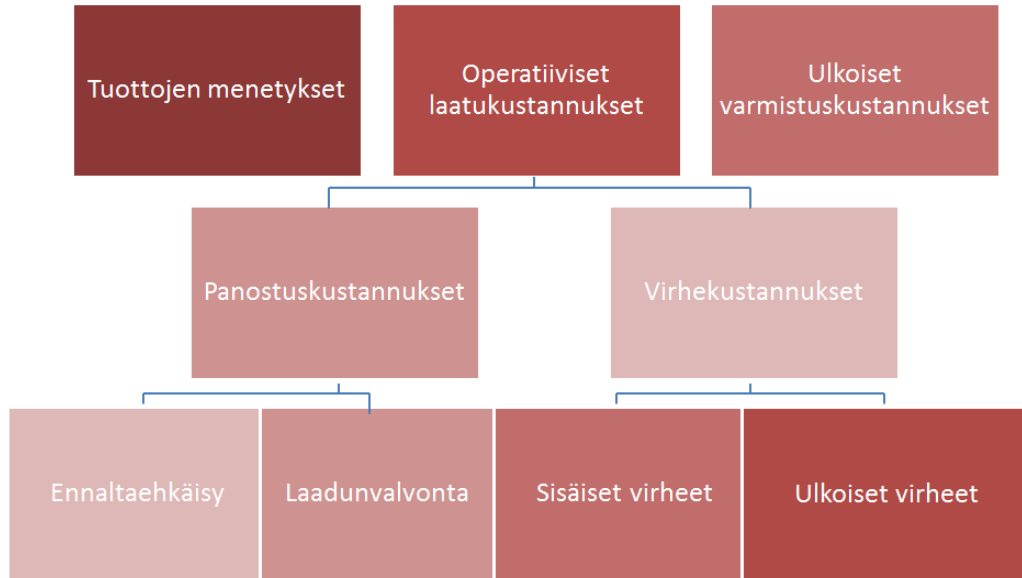 Tuottojen menetykset
Operatiiviset
laatukustannukset
Ulkoiset
varmistuskustannukset
Panostuskustannukset
Virhekustannukset
Ennaltaehkäisy
Laadunvalvonta
Sisäiset virheet
Ulkoiset virheet